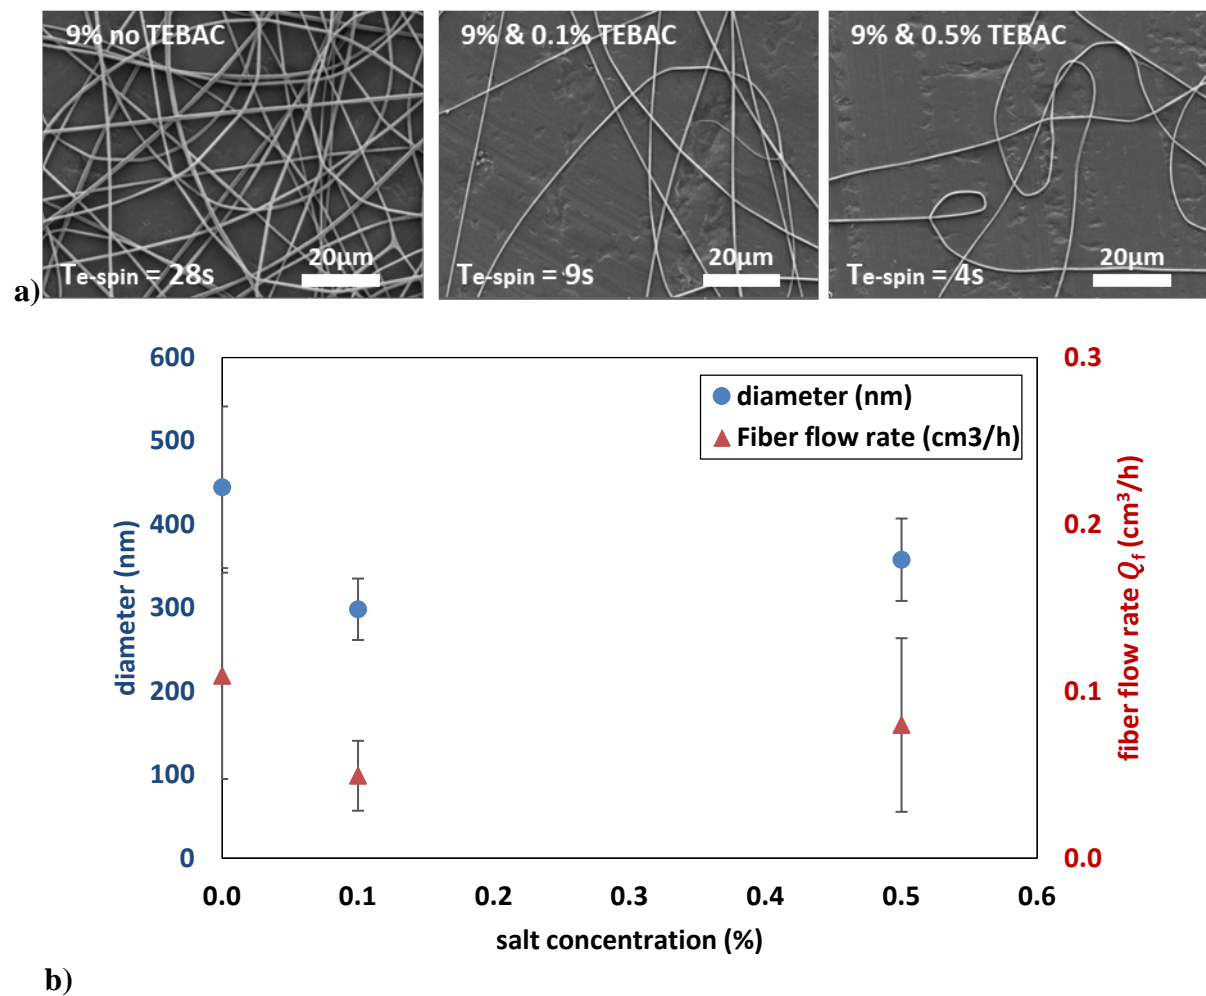 9% no TEBAC
9% & 0.1% TEBAC
9% & 0.5% TEBAC
20µm
20µm
20µm
Te-spin = 28s
Te-spin = 9s
Te-spin = 4s
a)
600
500
400
300
200
100
0
diameter (nm)
diameter (nm)
Fiber flow rate (cm3/h)
0.3
0.2
0.1
0.0
fiber flow rate Qf (cm³/h)
0.0 0.1 0.2 0.3 0.4 0.5 0.6
salt concentration (%)
b)